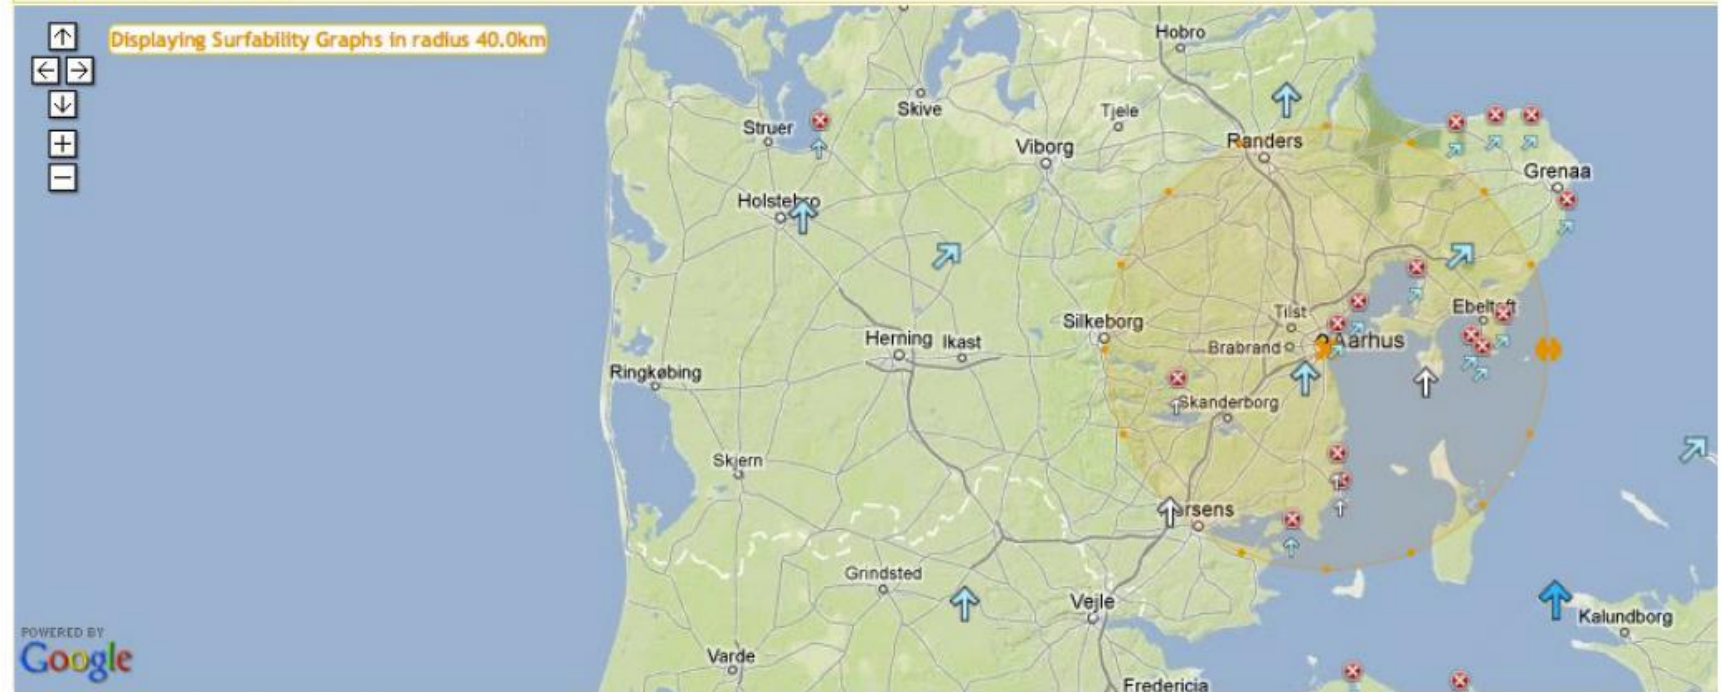 Displaying Surfability Graphs in radius 40.0km
Hobro
Skive
Tjele
Struer
Viborg
Randers
Grenaa
Holstebro
Ebeltoft
Silkeborg
Tilst
Herning
Ikast
Brabrand
Aarhus
Ringkøbing
Skanderborg
Skjern
rsens
Grindsted
Vejle
Kalundborg
POWERED BY
Google
Varde
Fredericia